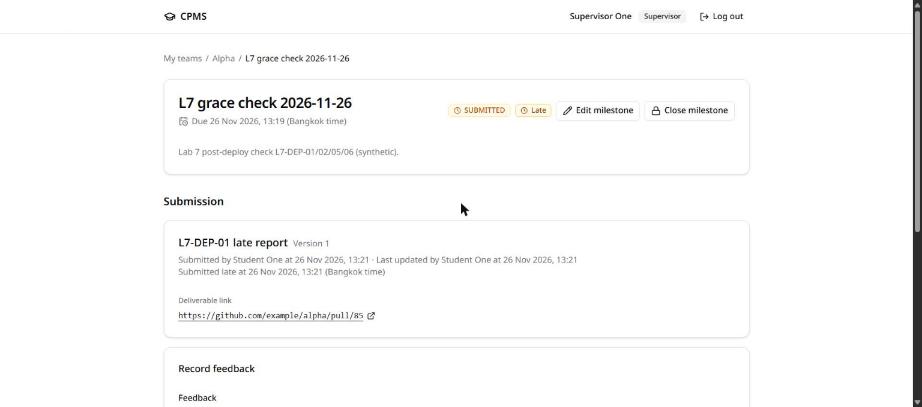 CPMS
Supervisor One Supervisor Log out
My teams / Alpha / L7 grace check 2026-11-26
L7 grace check 2026-11-26
SUBMITTED Late Edit milestone Close milestone
Due 26 Nov 2026, 13:19 (Bangkok time)
Lab 7 post-deploy check L7-DEP-01/02/05/06 (synthetic).
Submission
L7-DEP-01 late report Version 1
Submitted by Student One at 26 Nov 2026, 13:21 · Last updated by Student One at 26 Nov 2026, 13:21
Submitted late at 26 Nov 2026, 13:21 (Bangkok time)
Deliverable link
https://github.com/example/alpha/pull/85
Record feedback
Feedback